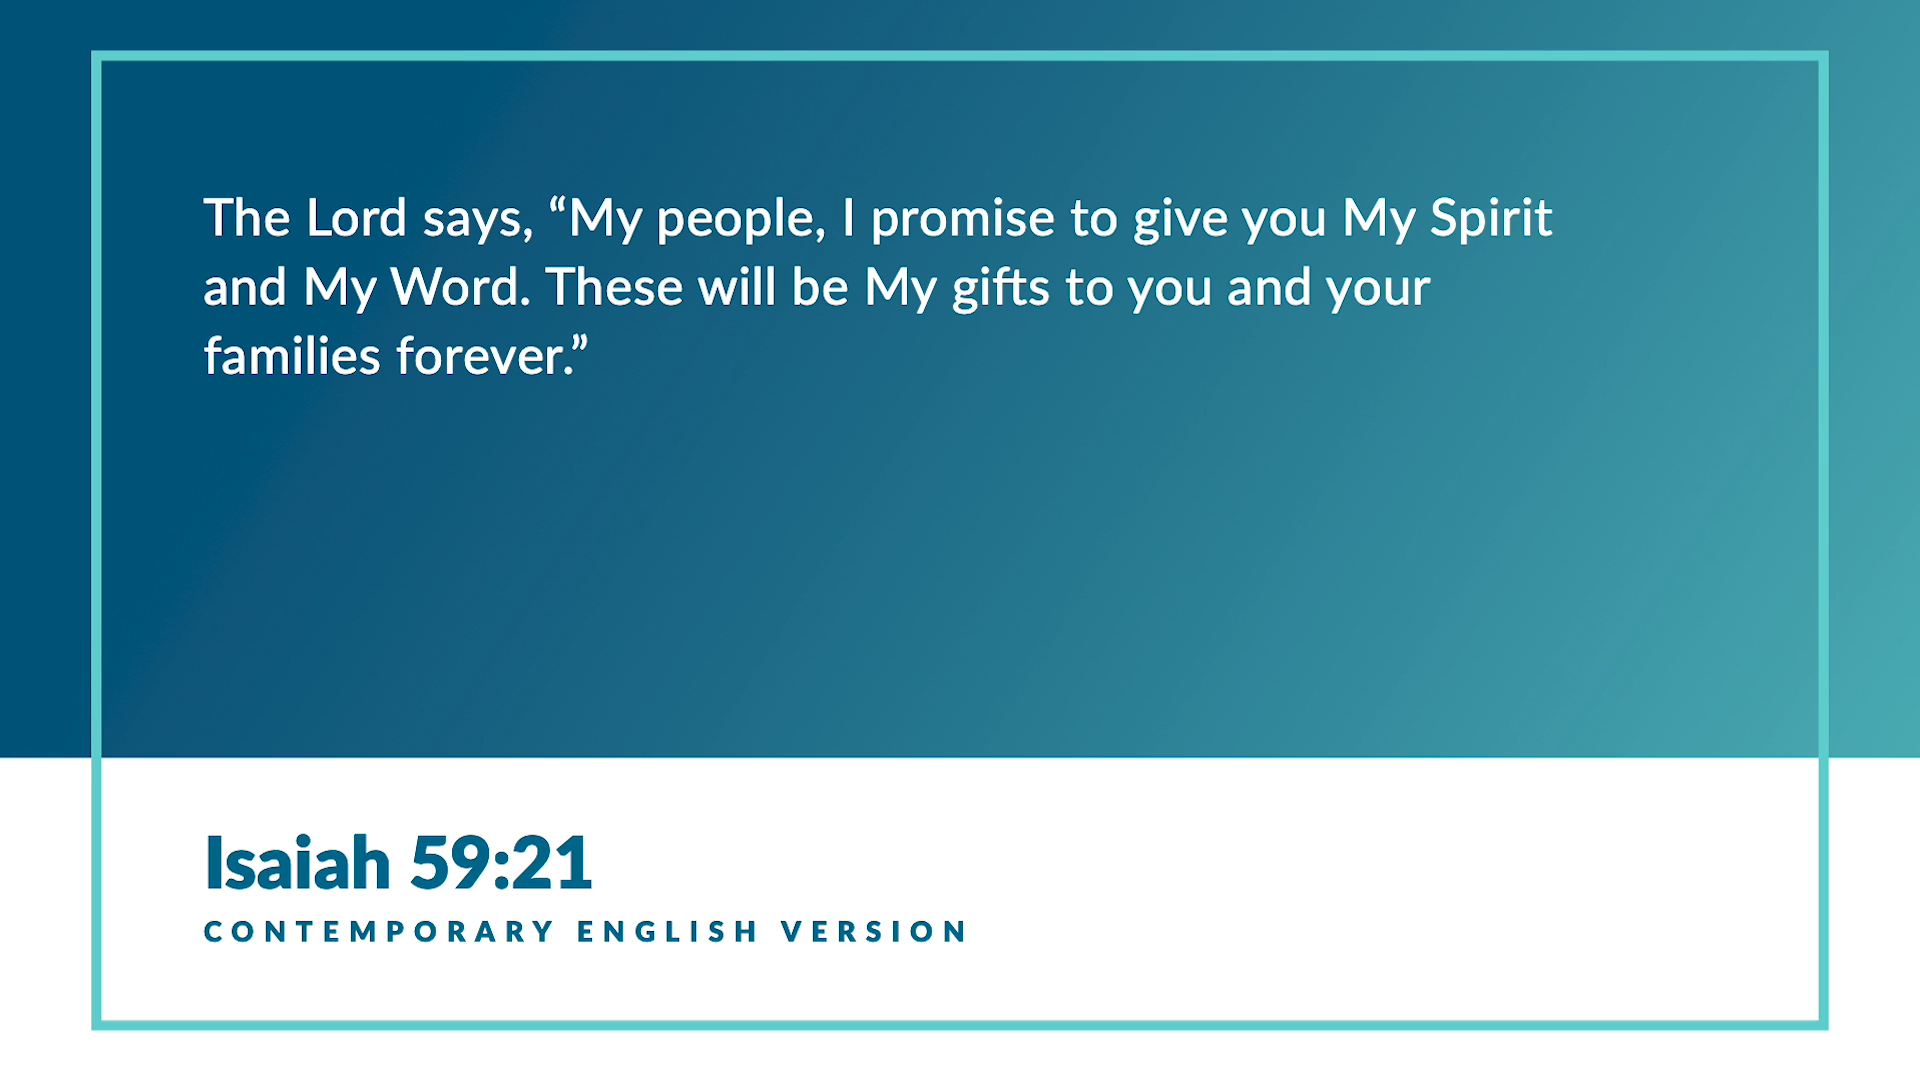 The Lord says, “My people, I promise to give you My Spirit
and My Word. These will be My gifts to you and your
families forever.”
Isaiah 59:21
CONTEMPORARY ENGLISH VERSION